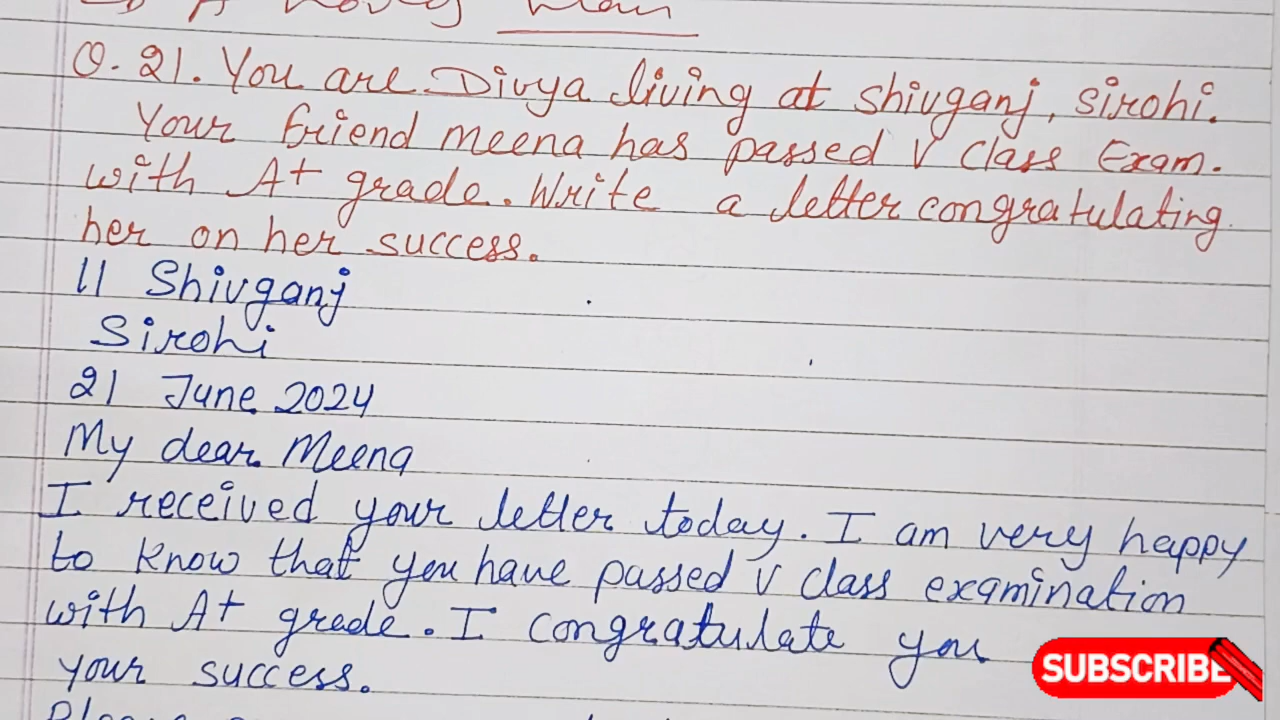 Q. 21. You are Divya living at Shivganj, Sirohi.
Your friend meena has passed V class Exam.
with A+ grade. Write a letter congratulating
her on her success.
11 Shivganj
Sirohi
21 June 2024
My dear Meena
I received your letter today. I am very happy
to know that you have passed V class examination
with A+ grade. I congratulate you
your success.
SUBSCRIBE